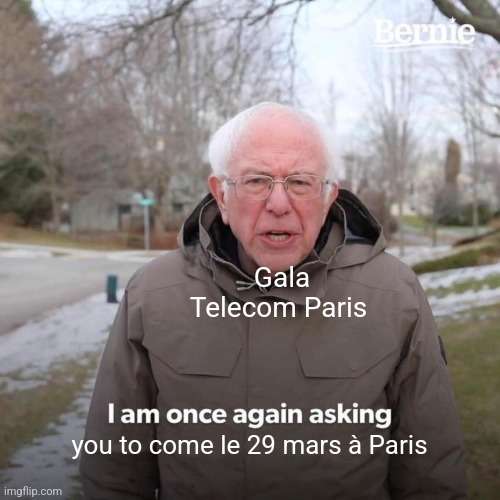 Bernie
Gala
Telecom Paris
I am once again asking
you to come le 29 mars à Paris
imgflip.com